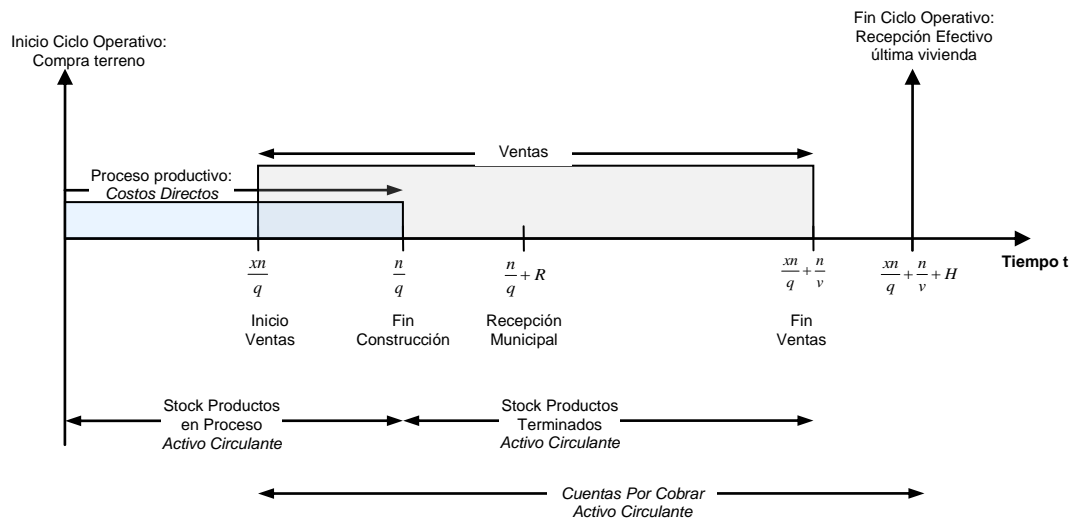 Inicio Ciclo Operativo:
Compra terreno
Fin Ciclo Operativo:
Recepción Efectivo
última vivienda
Ventas
Proceso productivo:
Costos Directos
Tiempo t
xn/q
n/q
n/q + R
xn/q + n/v
xn/q + n/v + H
Inicio
Ventas
Fin
Construcción
Recepción
Municipal
Fin
Ventas
Stock Productos
en Proceso
Activo Circulante
Stock Productos
Terminados
Activo Circulante
Cuentas Por Cobrar
Activo Circulante